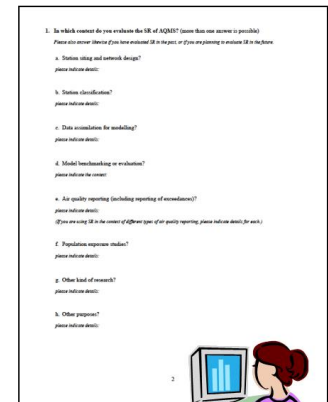 1. In which context do you evaluate the SR of AQMS? (more than one answer is possible)
Please also answer likewise if you have evaluated SR in the past, or if you are planning to evaluate SR in the future.
a. Station siting and network design?
please indicate details:
b. Station classification?
please indicate details:
c. Data assimilation for modelling?
please indicate details:
d. Model benchmarking or evaluation?
please indicate the context:
e. Air quality reporting (including reporting of exceedances)?
please indicate details:
(If you are using SR in the context of different types of air quality reporting, please indicate details for each.)
f. Population exposure studies?
please indicate details:
g. Other kind of research?
please indicate details:
h. Other purposes?
please indicate details:
2